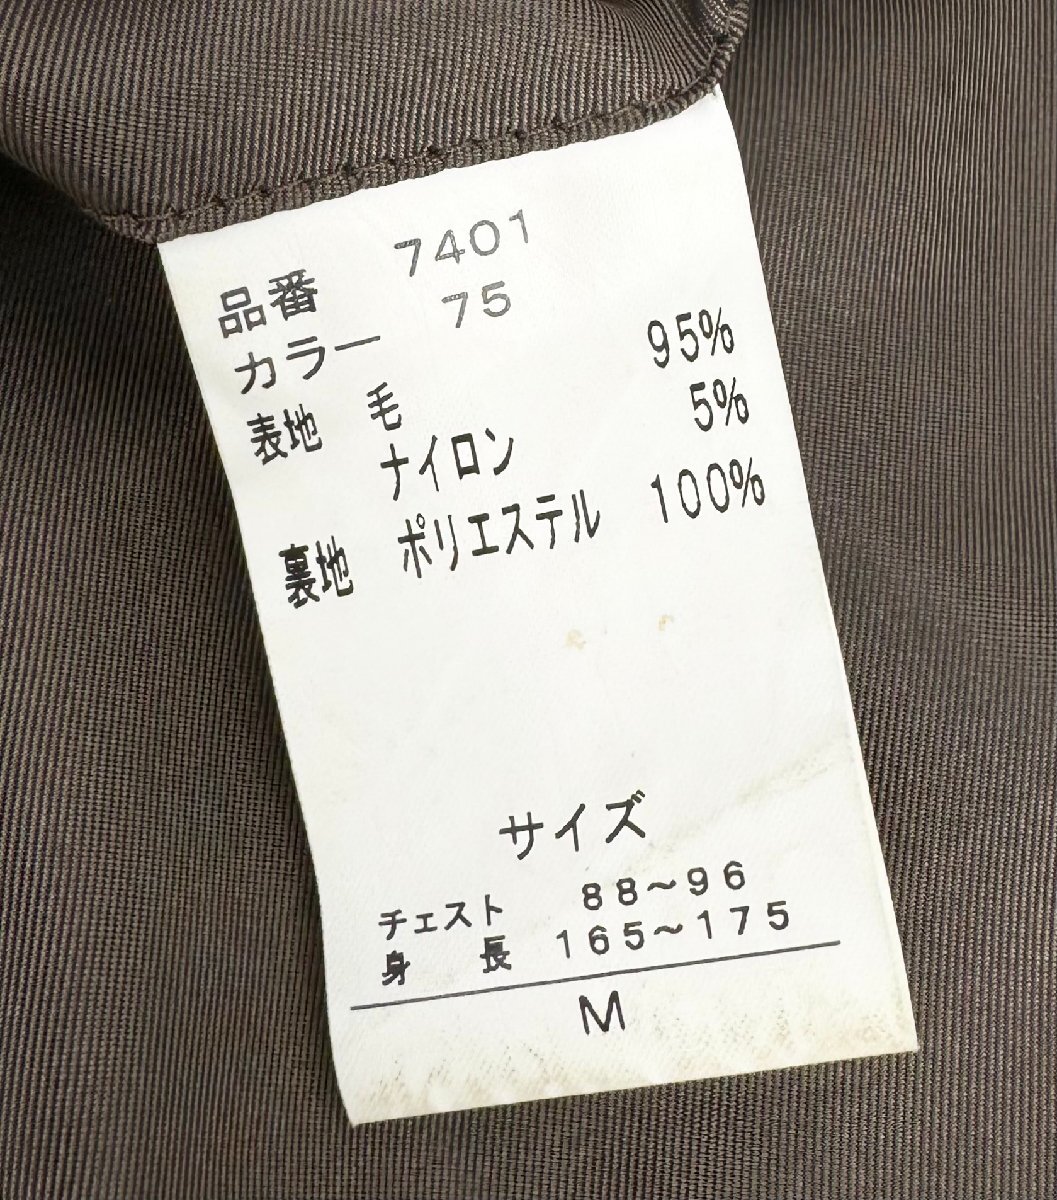 品番 7401
カラー 75
表地 毛 95%
ナイロン 5%
裏地 ポリエステル 100%
サイズ
チェスト 88~96
身長 165~175
M